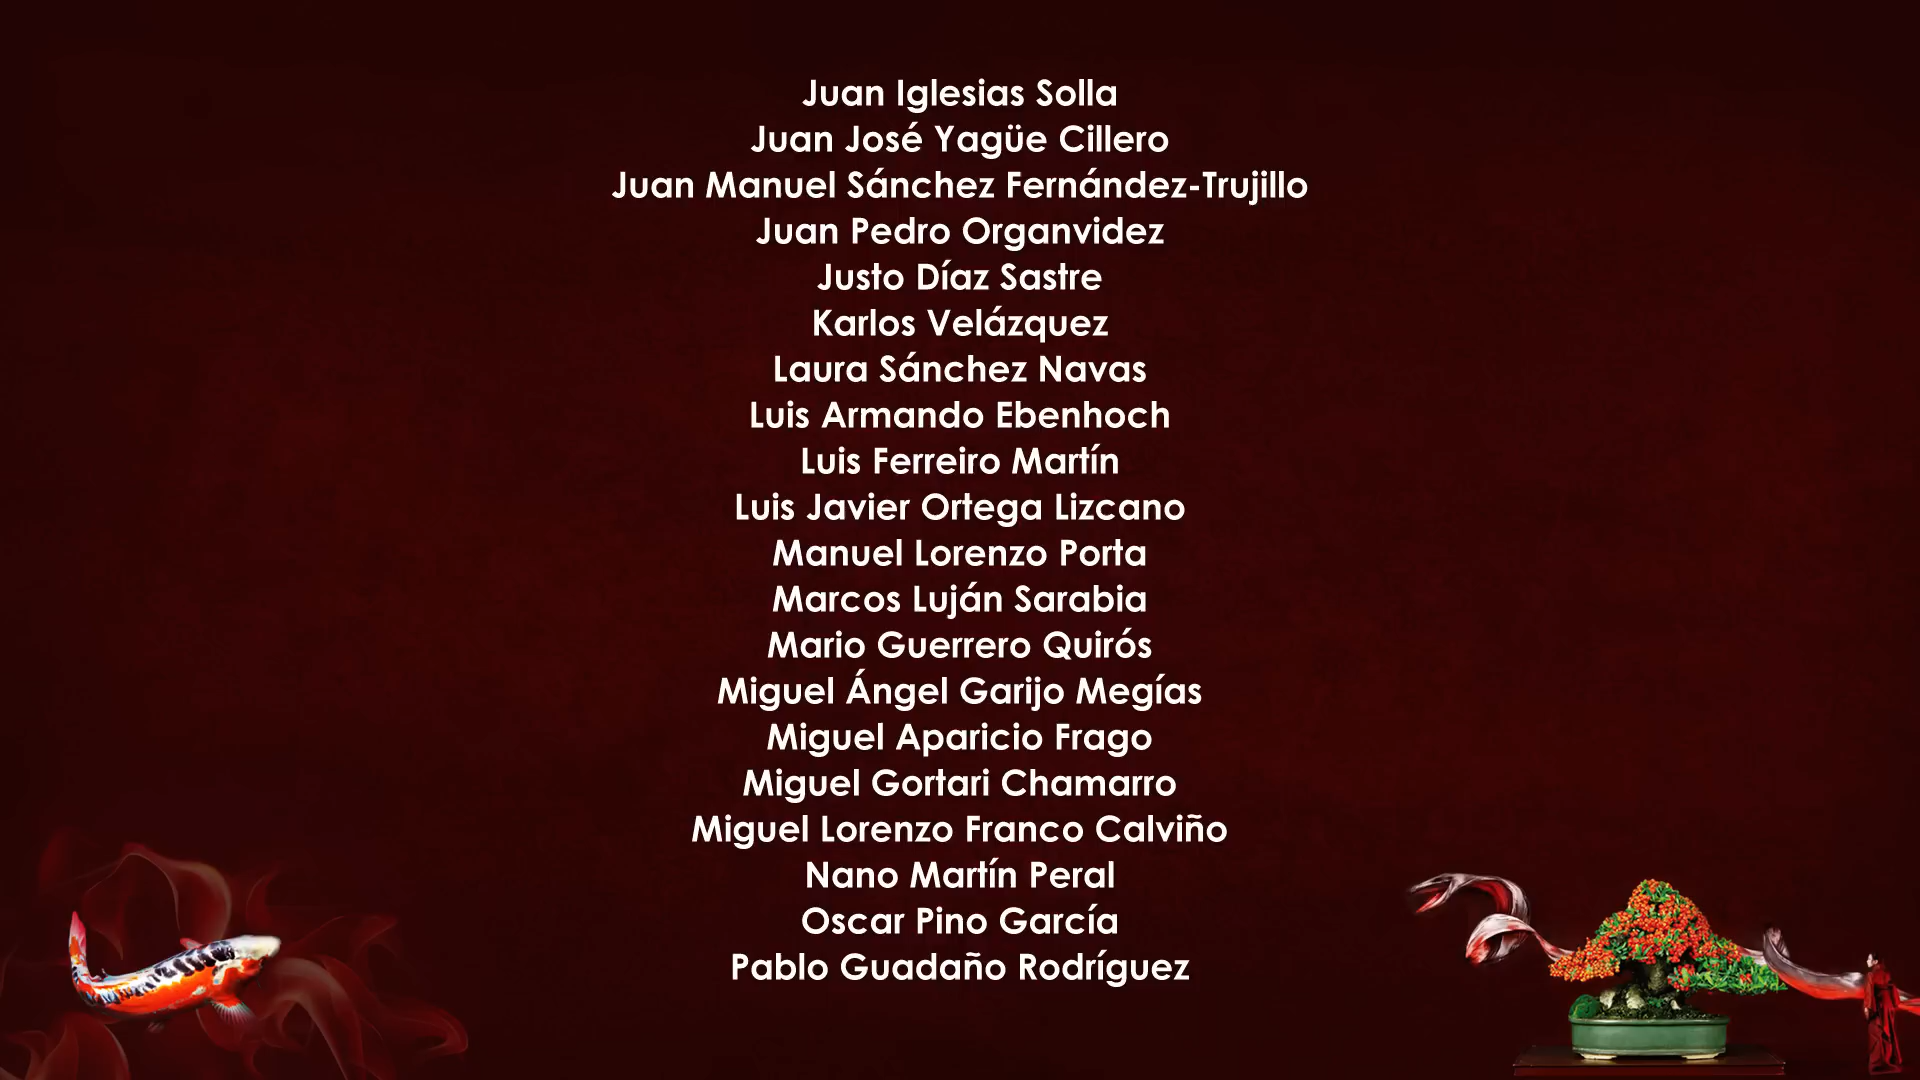 Juan Iglesias Solla
Juan José Yagüe Cillero
Juan Manuel Sánchez Fernández-Trujillo
Juan Pedro Organvidez
Justo Díaz Sastre
Karlos Velázquez
Laura Sánchez Navas
Luis Armando Ebenhoch
Luis Ferreiro Martín
Luis Javier Ortega Lizcano
Manuel Lorenzo Porta
Marcos Luján Sarabia
Mario Guerrero Quirós
Miguel Ángel Garijo Megías
Miguel Aparicio Frago
Miguel Gortari Chamarro
Miguel Lorenzo Franco Calviño
Nano Martín Peral
Oscar Pino García
Pablo Guadaño Rodríguez